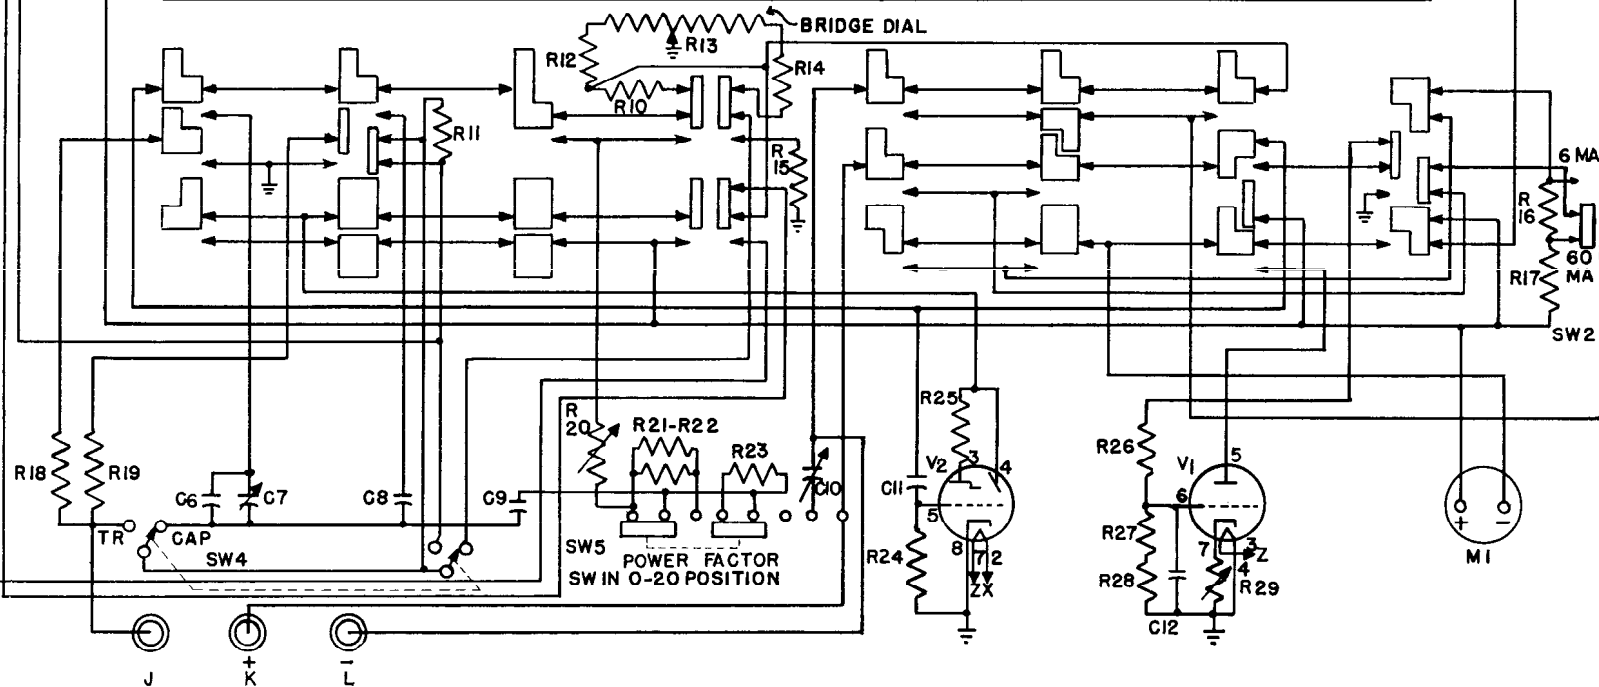 BRIDGE DIAL
R12
R13
R14
R10
R11
R
15
6 MA
R
16
60
MA
R17
SW2
R
20
R21-R22
R23
R25
V2
3
4
R26
V1
5
6
R18
R19
C6
C7
C8
C9
C10
C11
5
TR
CAP
SW4
SW5
POWER FACTOR
SW IN 0-20 POSITION
R24
8
7
2
ZX
R27
R28
7
3
Z
4
R29
C12
+
-
M1
+
-
J
K
L